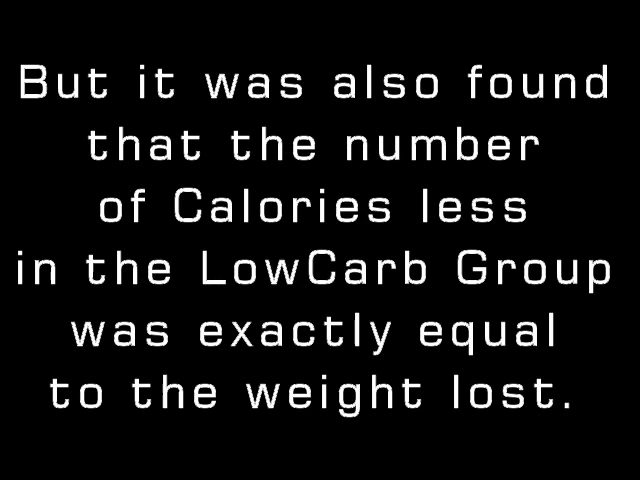 But it was also found
that the number
of Calories less
in the LowCarb Group
was exactly equal
to the weight lost.